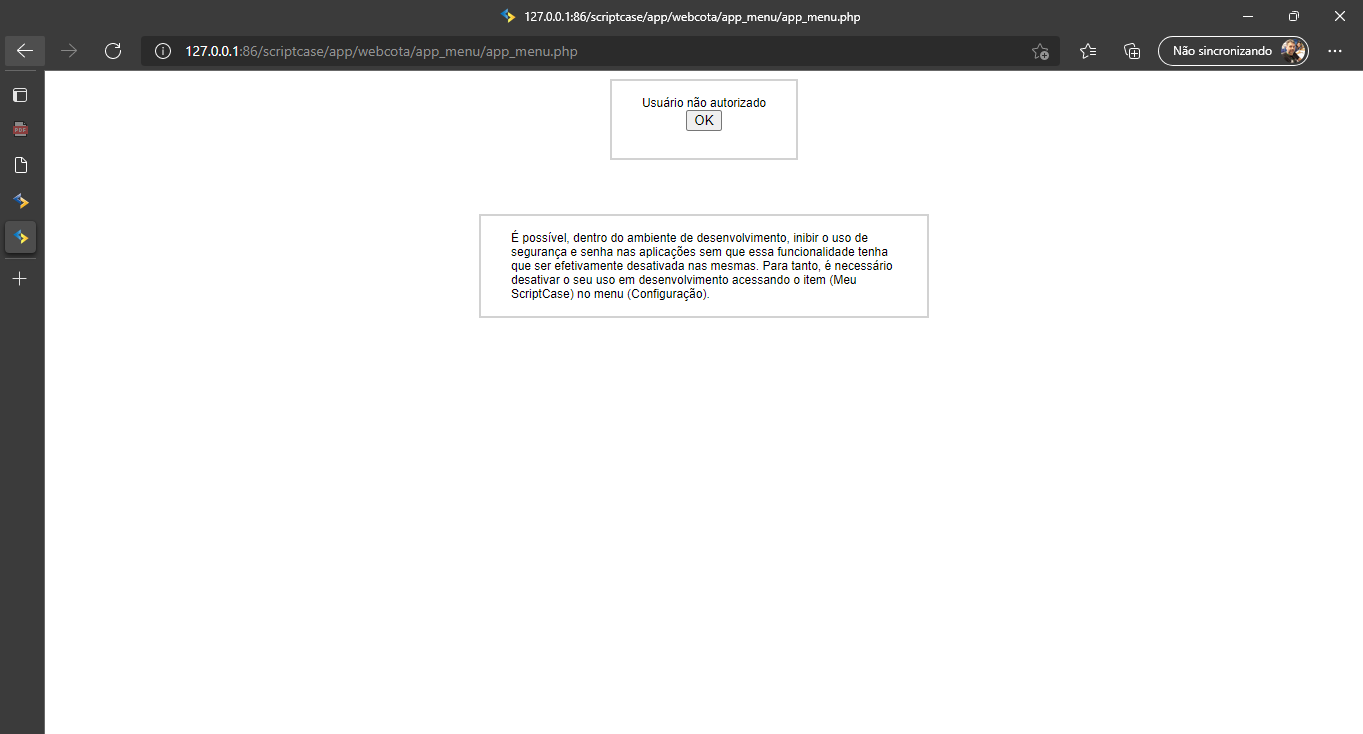 127.0.0.1:86/scriptcase/app/webcota/app_menu/app_menu.php
127.0.0.1:86/scriptcase/app/webcota/app_menu/app_menu.php
Não sincronizando
PDF
Usuário não autorizado
OK
É possível, dentro do ambiente de desenvolvimento, inibir o uso de
segurança e senha nas aplicações sem que essa funcionalidade tenha
que ser efetivamente desativada nas mesmas. Para tanto, é necessário
desativar o seu uso em desenvolvimento acessando o item (Meu
ScriptCase) no menu (Configuração).